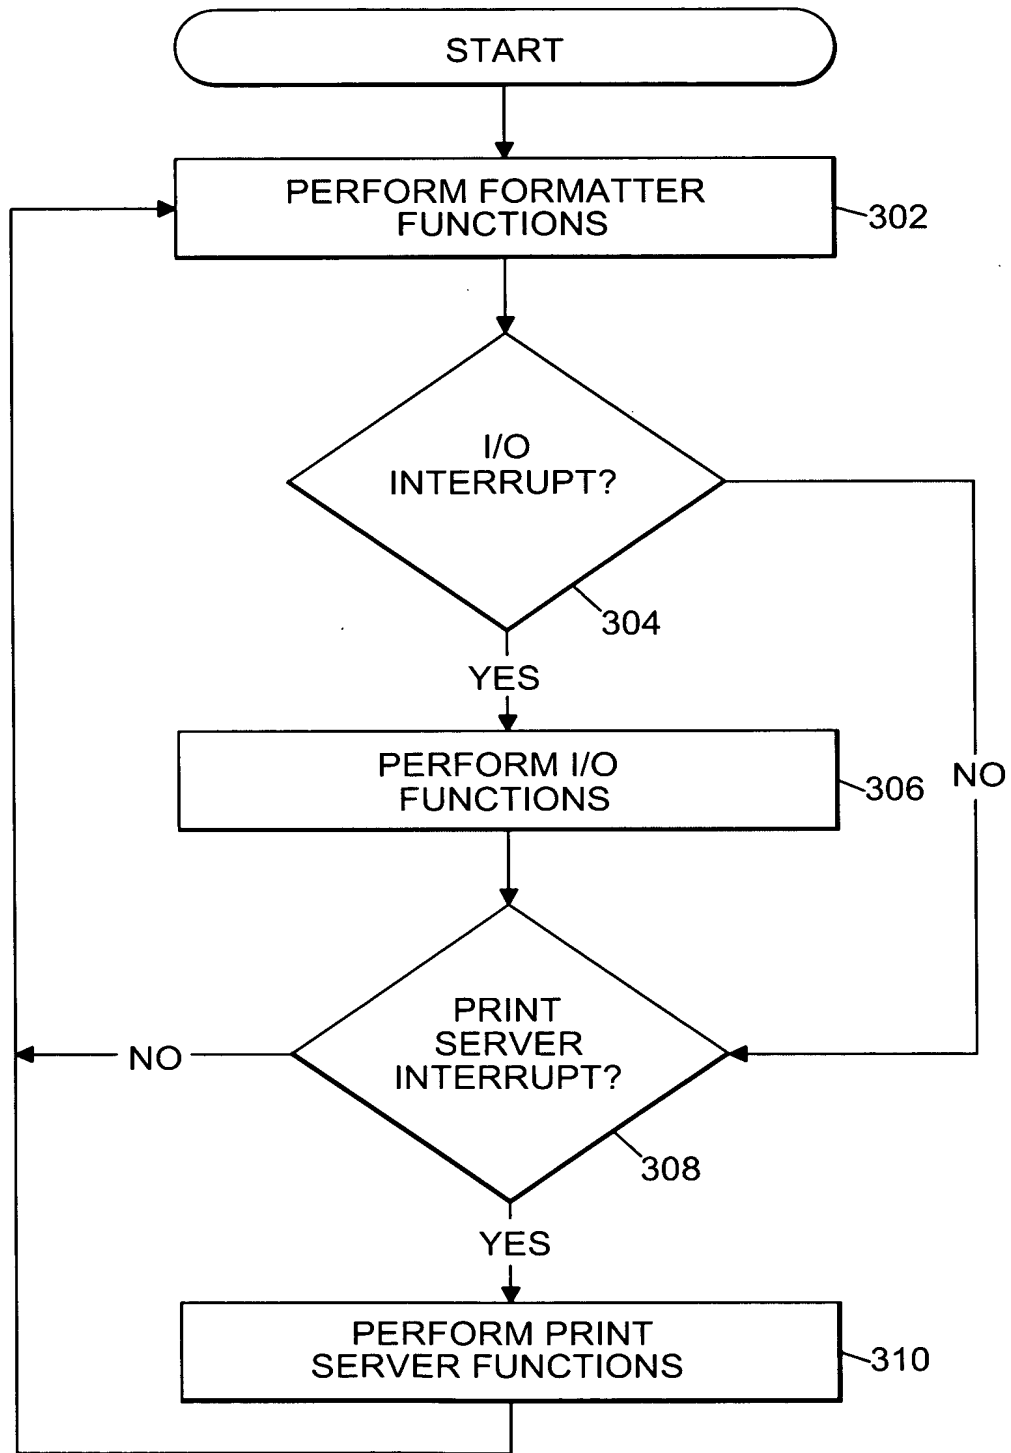 START
PERFORM FORMATTER
FUNCTIONS
302
I/O
INTERRUPT?
304
YES
PERFORM I/O
FUNCTIONS
306
NO
PRINT
SERVER
INTERRUPT?
NO
308
YES
PERFORM PRINT
SERVER FUNCTIONS
310